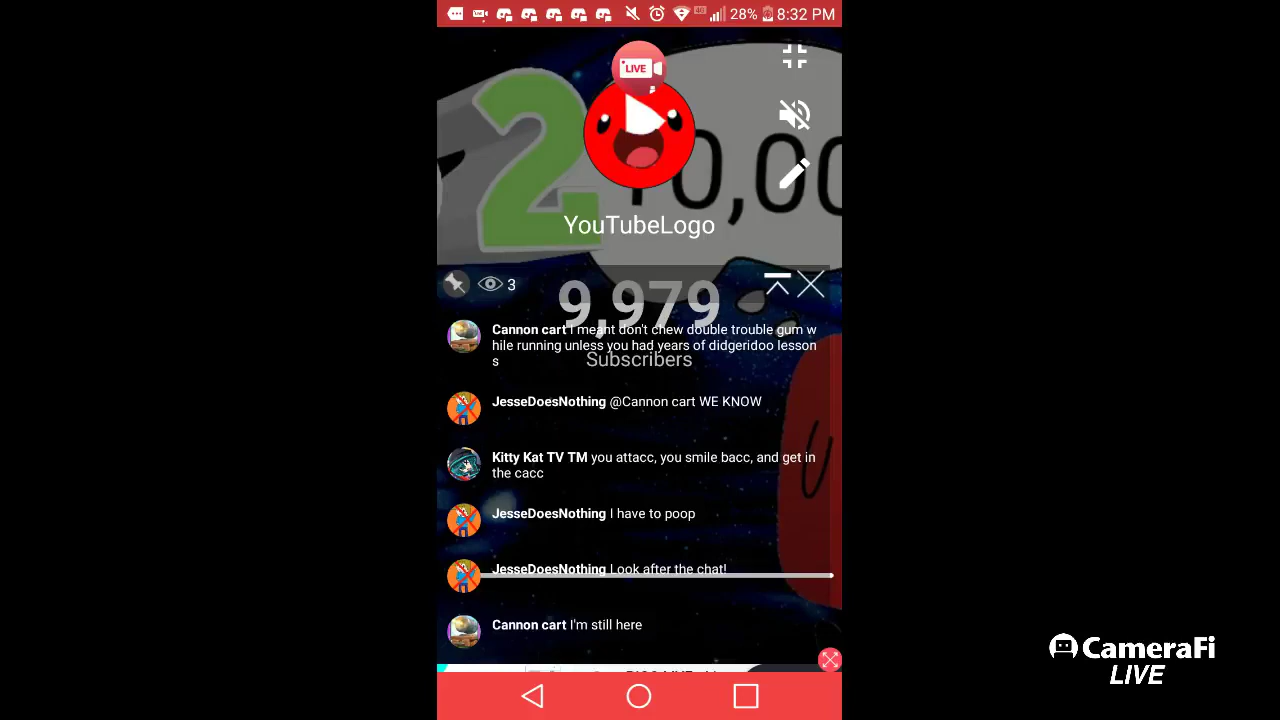 4G 28% 8:32 PM
LIVE
2
10,00
YouTubeLogo
3
9,979
Subscribers
Cannon cart I meant don't chew double trouble gum w
hile running unless you had years of didgeridoo lesson
s
JesseDoesNothing @Cannon cart WE KNOW
Kitty Kat TV TM you attacc, you smile bacc, and get in
the cacc
JesseDoesNothing I have to poop
JesseDoesNothing Look after the chat!
Cannon cart I'm still here
CameraFi
LIVE